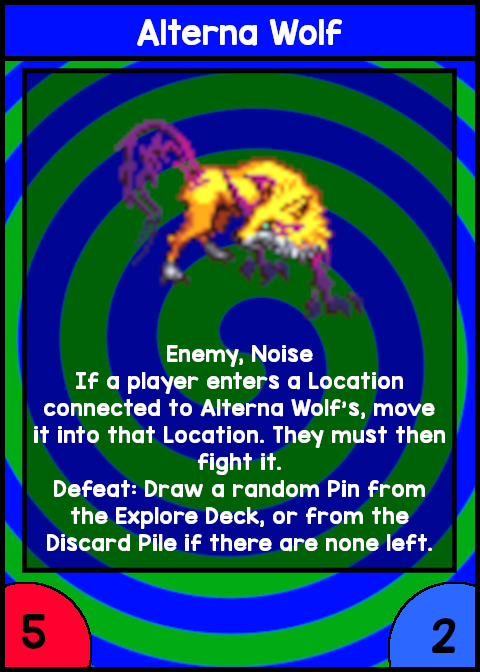 Alterna Wolf
Enemy, Noise
If a player enters a Location
connected to Alterna Wolf's, move
it into that Location. They must then
fight it.
Defeat: Draw a random Pin from
the Explore Deck, or from the
Discard Pile if there are none left.
5
2